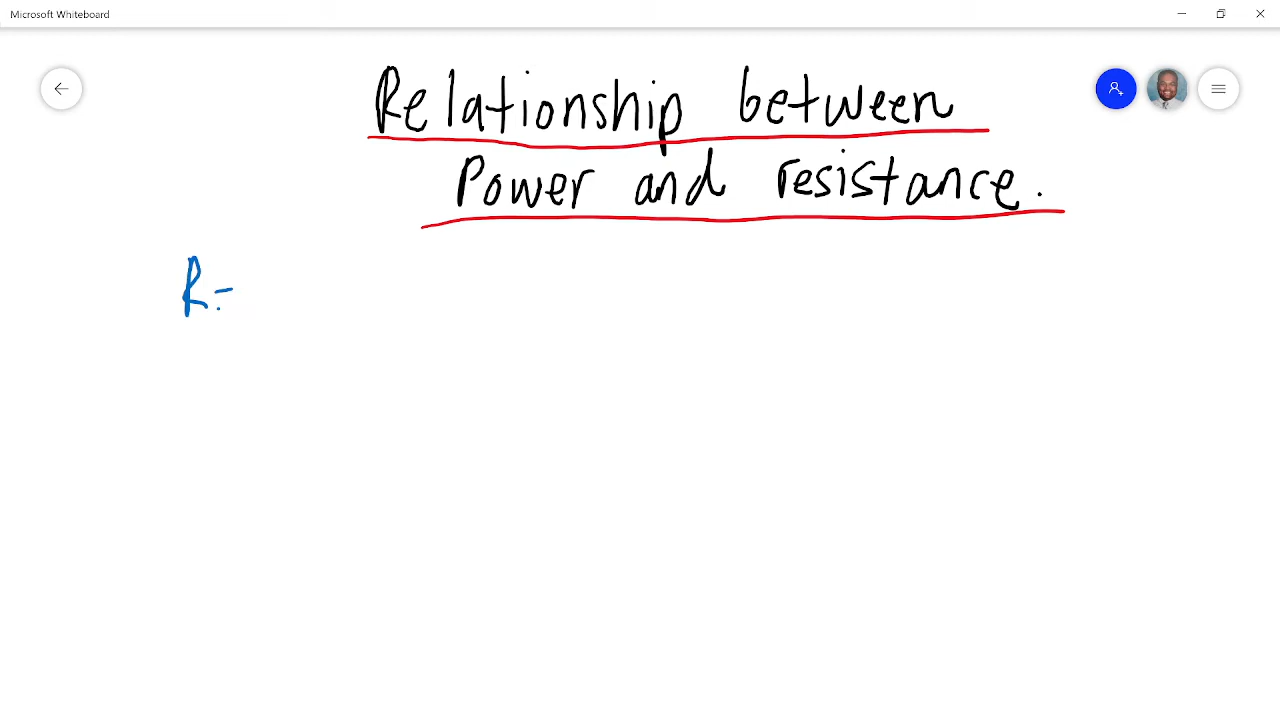 Microsoft Whiteboard
Relationship between
Power and resistance.
R=